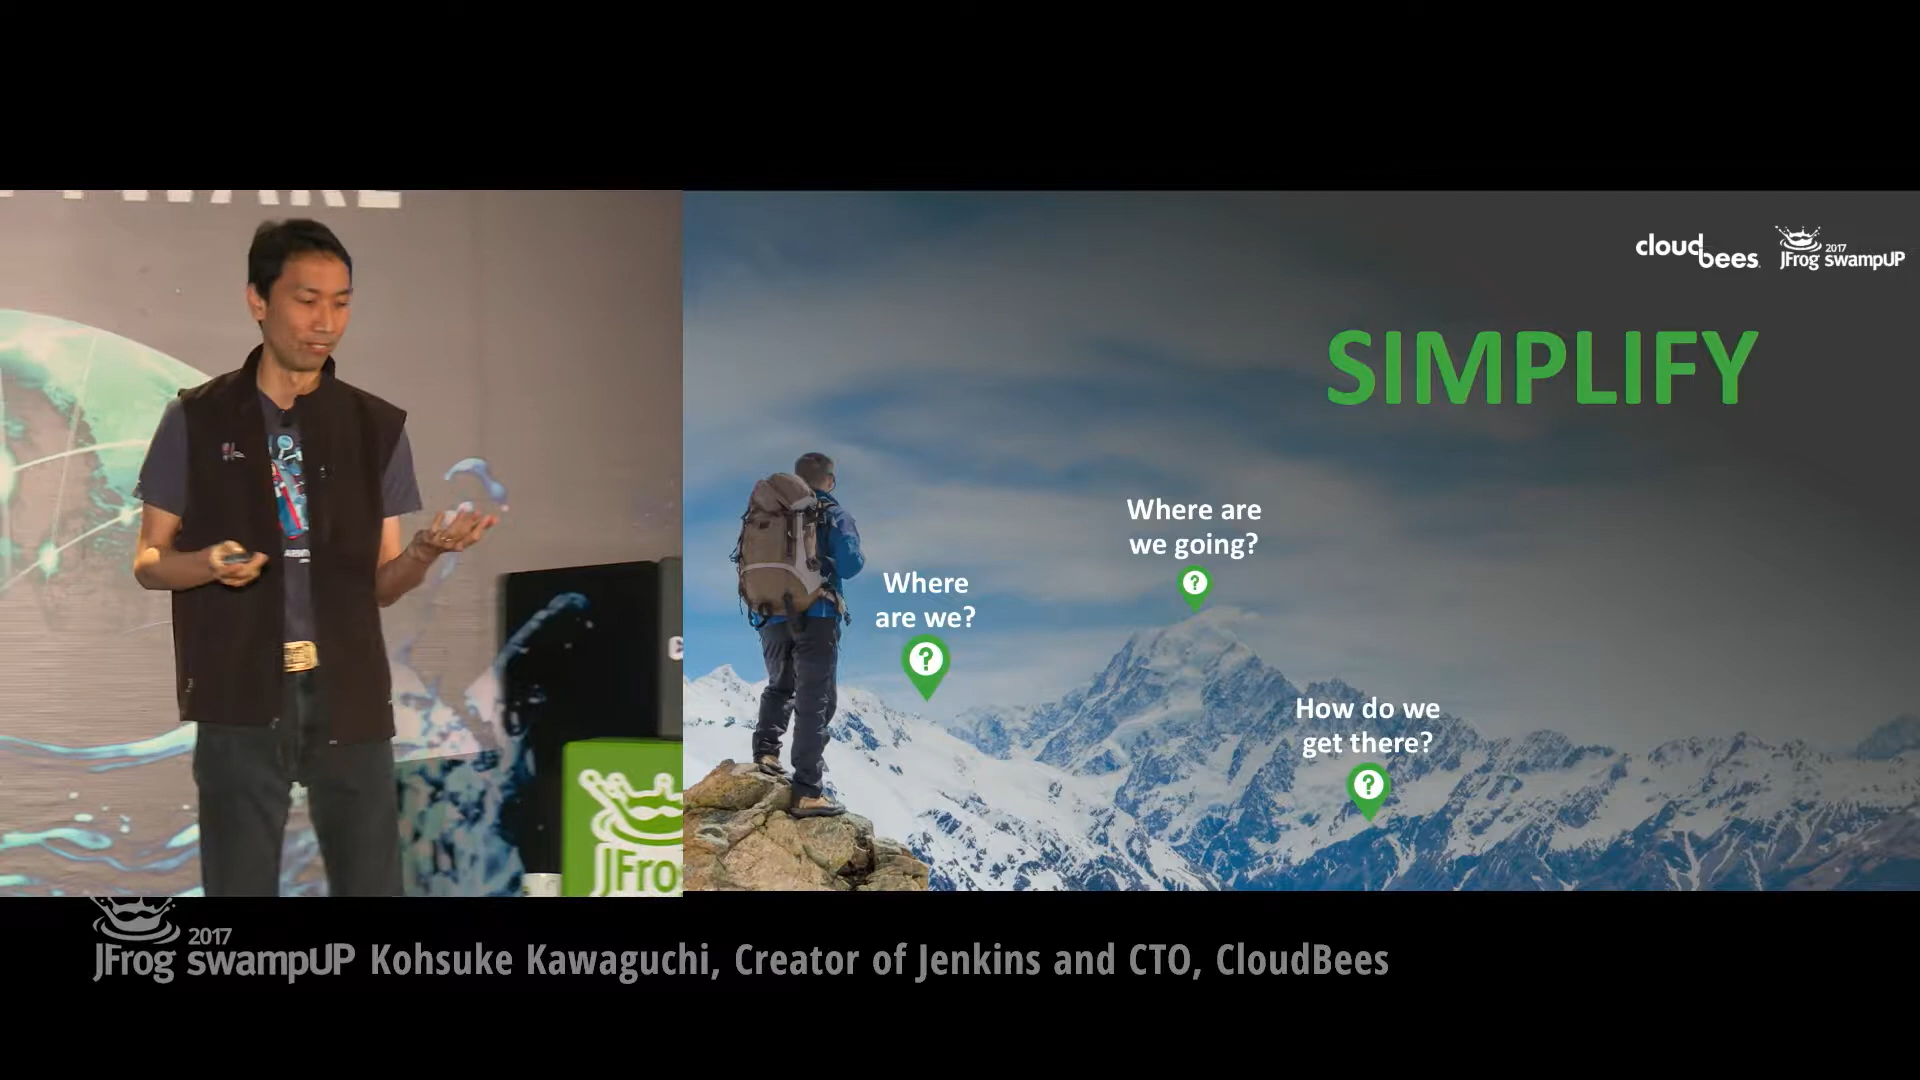 cloudbees
2017
JFrog swampUP
SIMPLIFY
Where are
we going?
?
Where
are we?
?
How do we
get there?
?
JFrog
2017
JFrog swampUP Kohsuke Kawaguchi, Creator of Jenkins and CTO, CloudBees